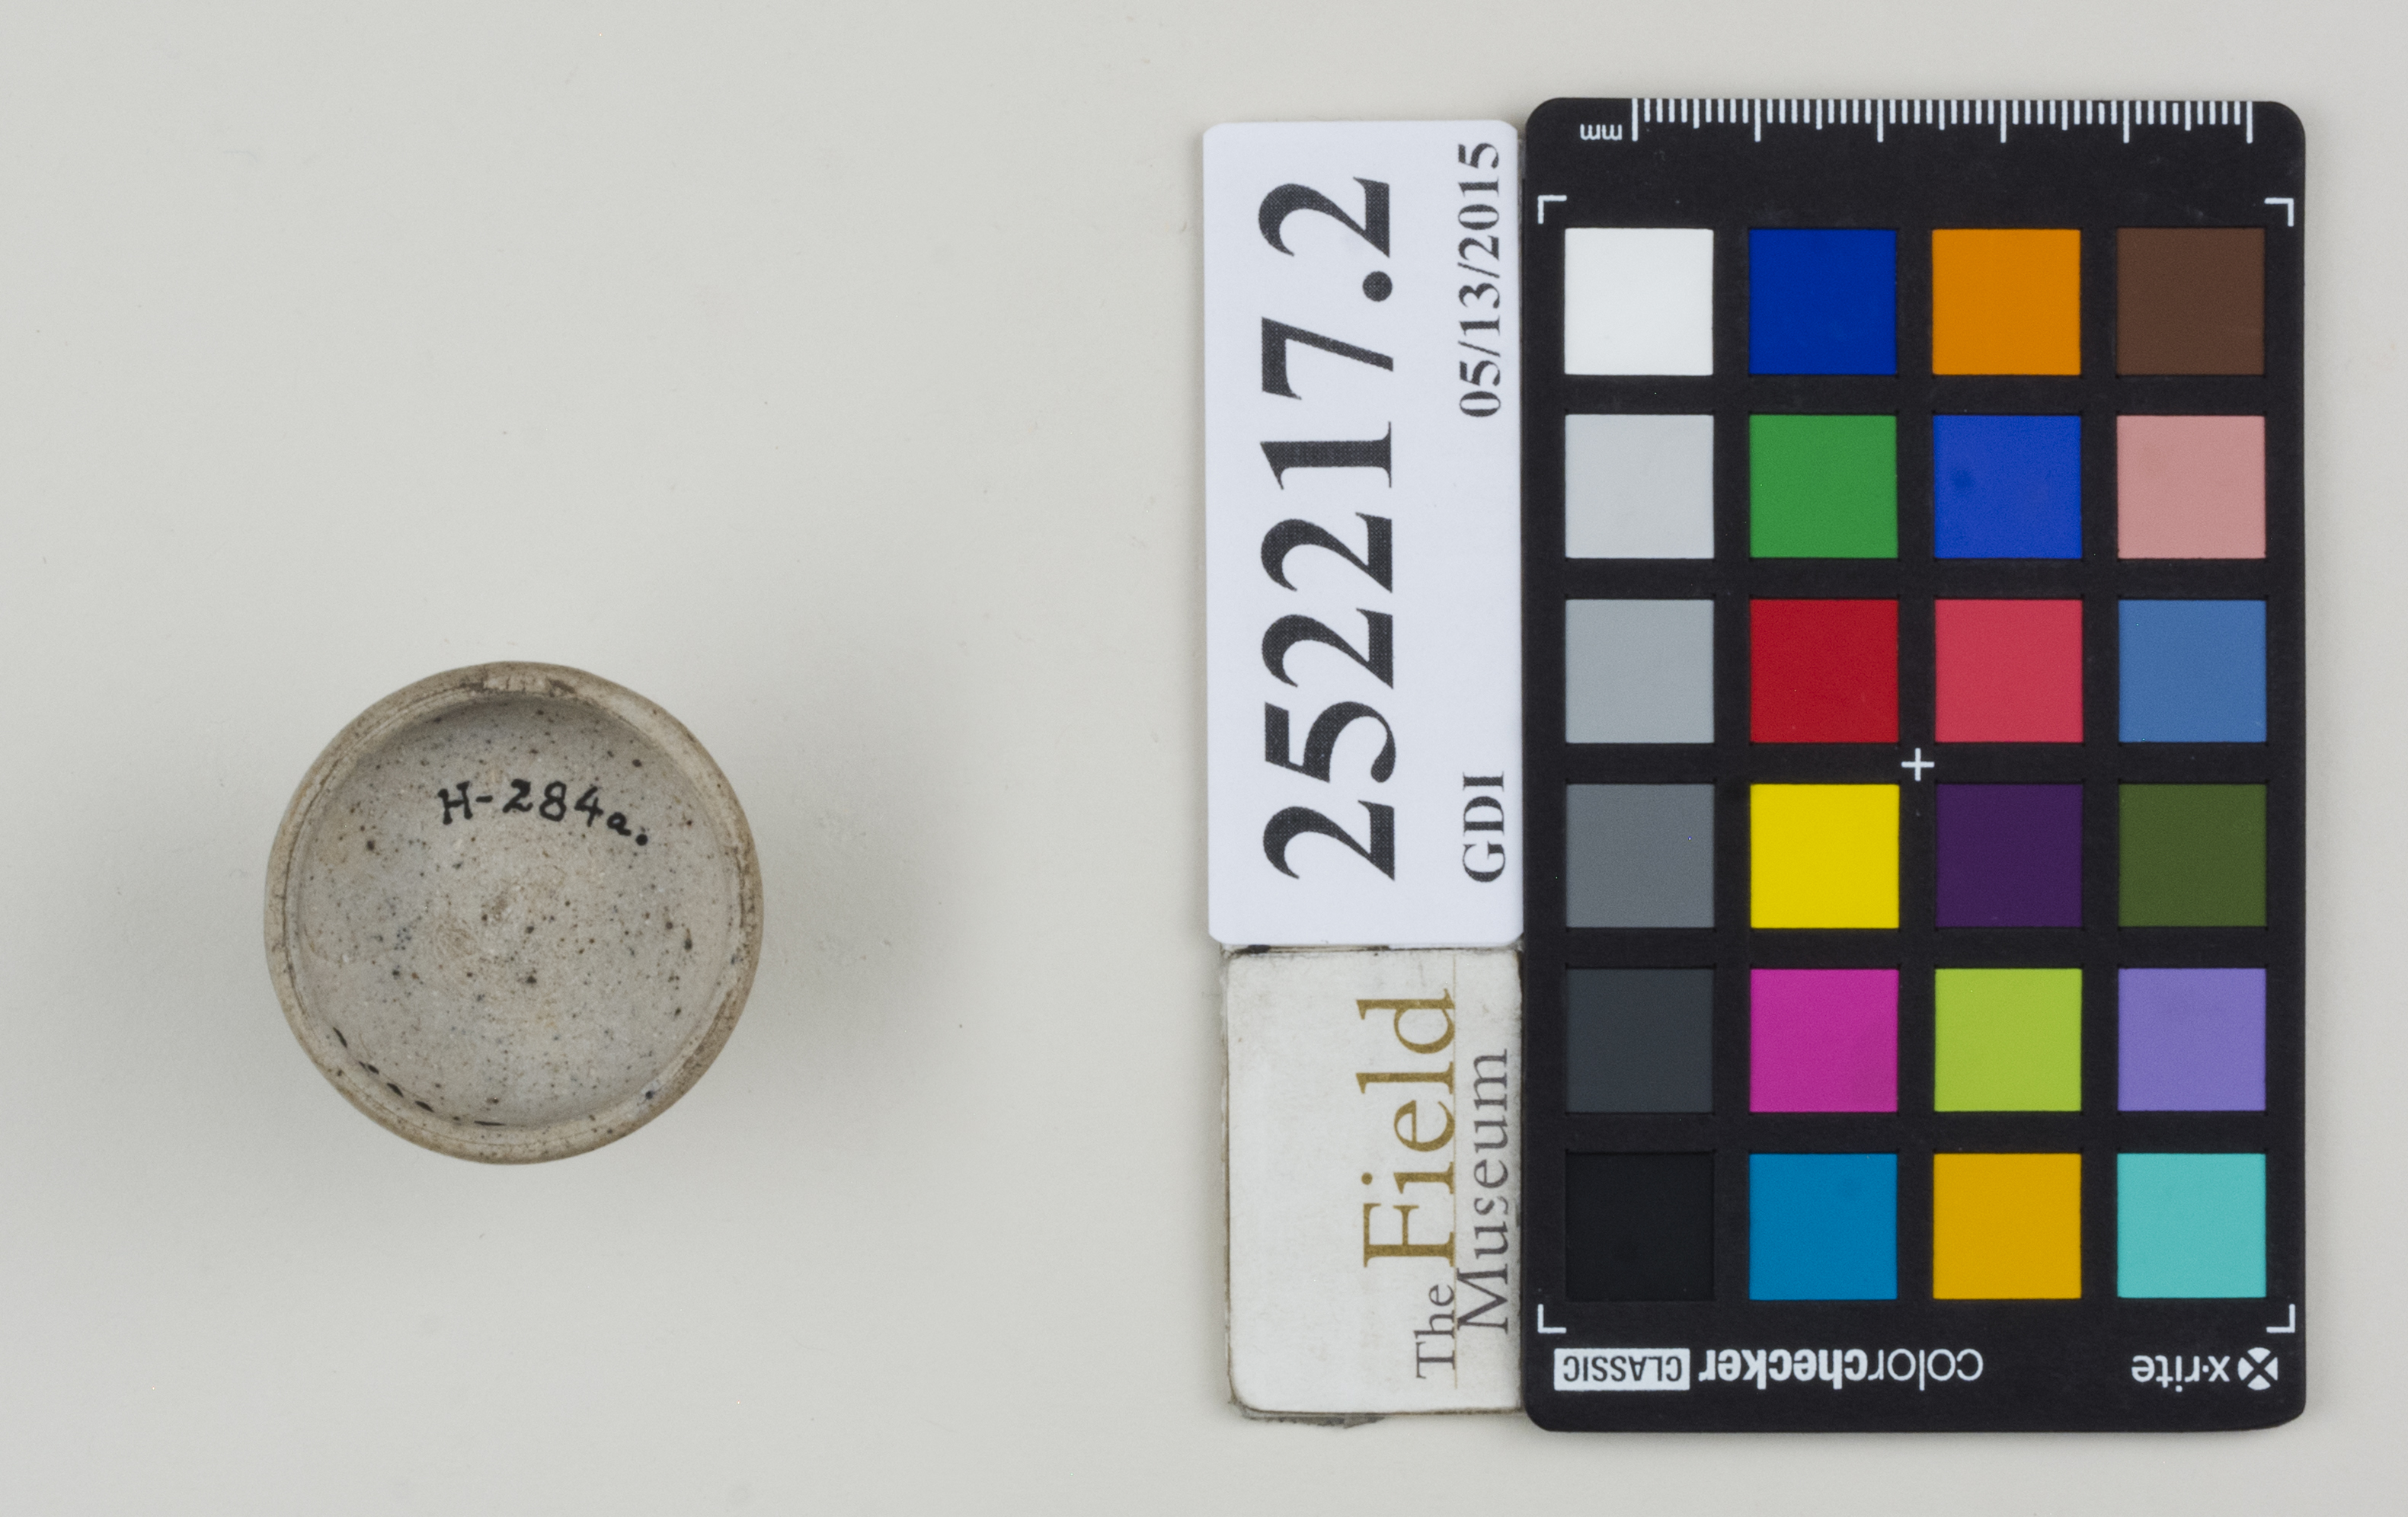 H-284a.
252217.2
GDI 05/13/2015
The Field
Museum
mm
x·rite
colorchecker CLASSIC